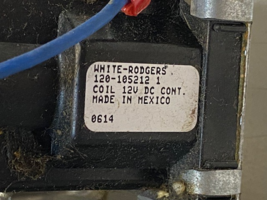 WHITE-RODGERS
120-105212 1
COIL 12V DC CONT.
MADE IN MEXICO
0614